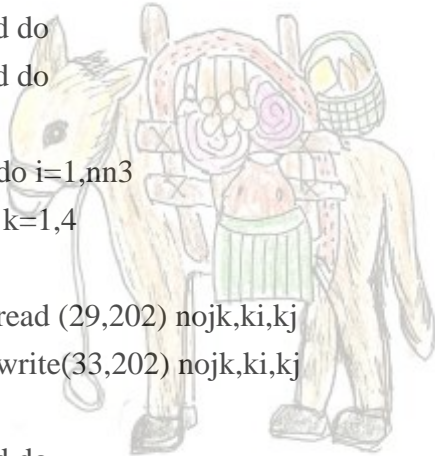 d do
d do
do i=1,nn3
k=1,4
read (29,202) nojk,ki,kj
write(33,202) nojk,ki,kj
d do